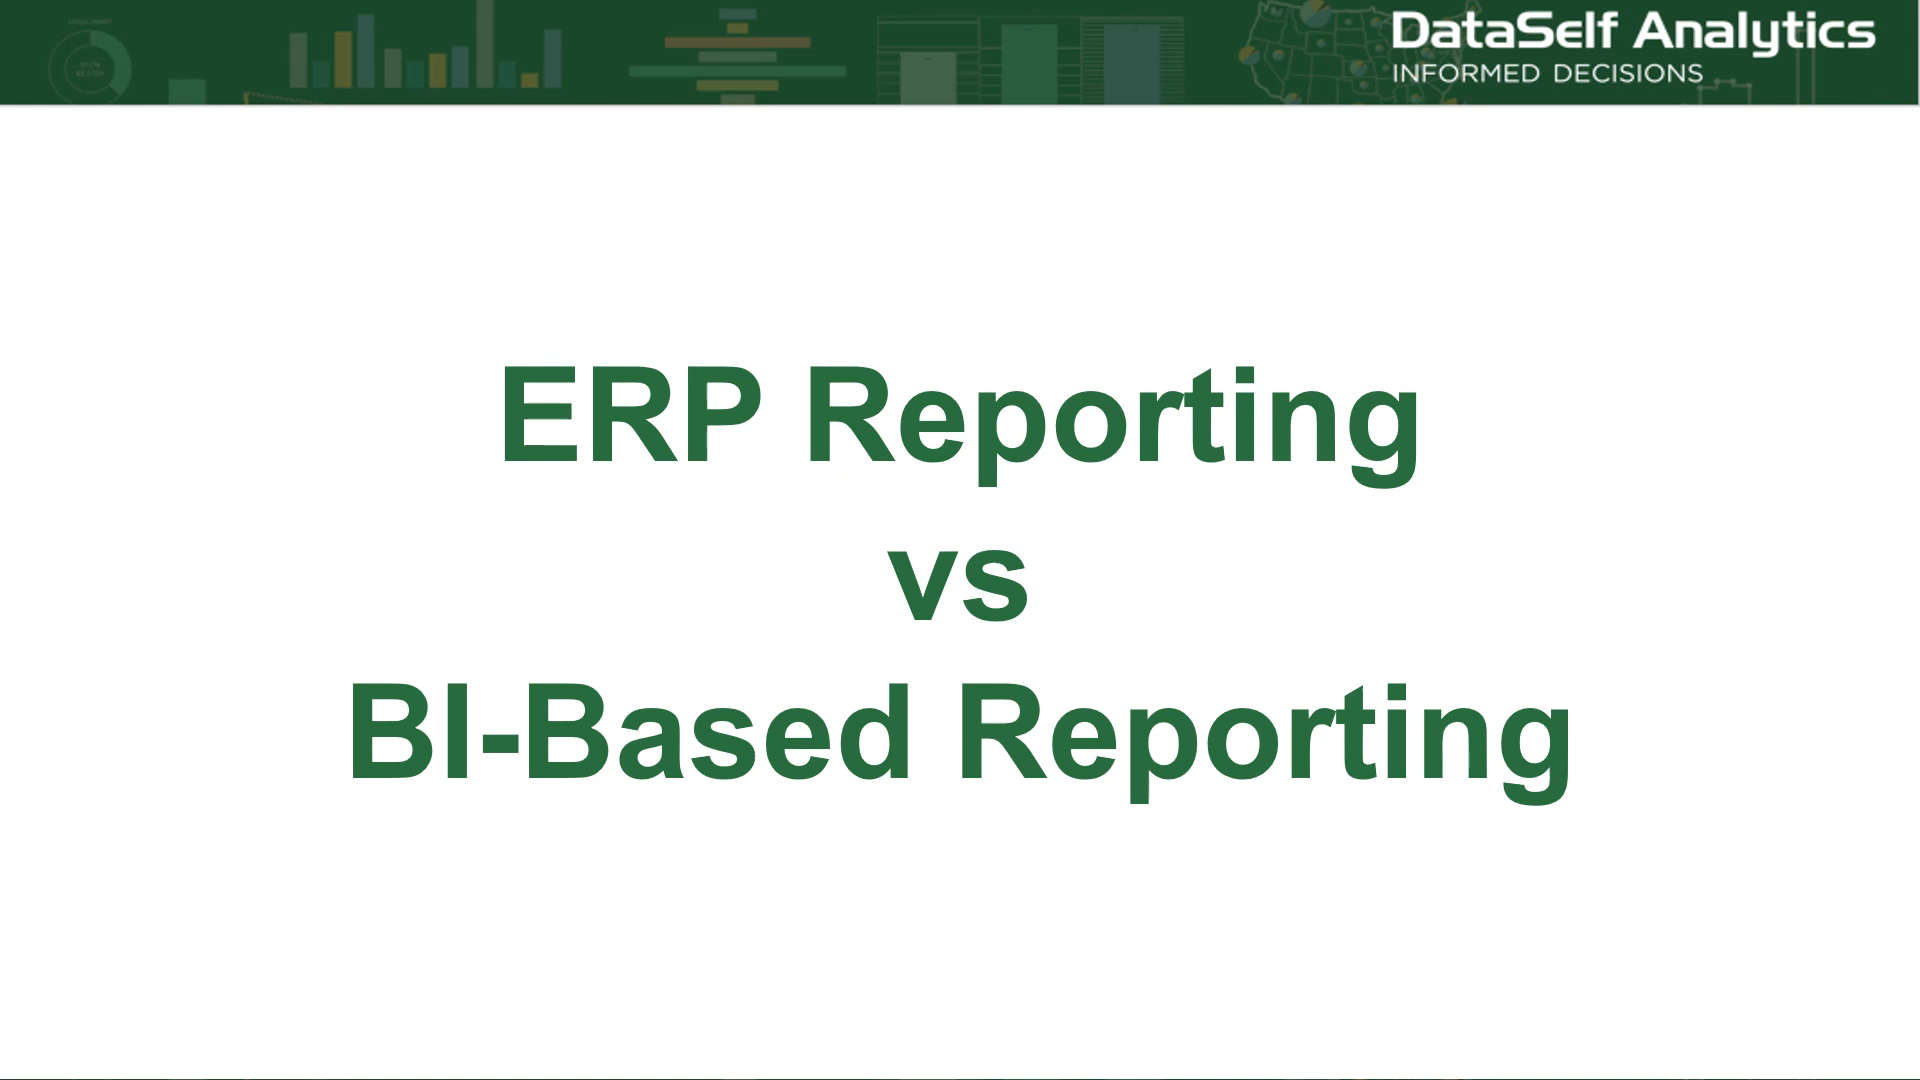 DataSelf Analytics
INFORMED DECISIONS
ERP Reporting
vs
BI-Based Reporting